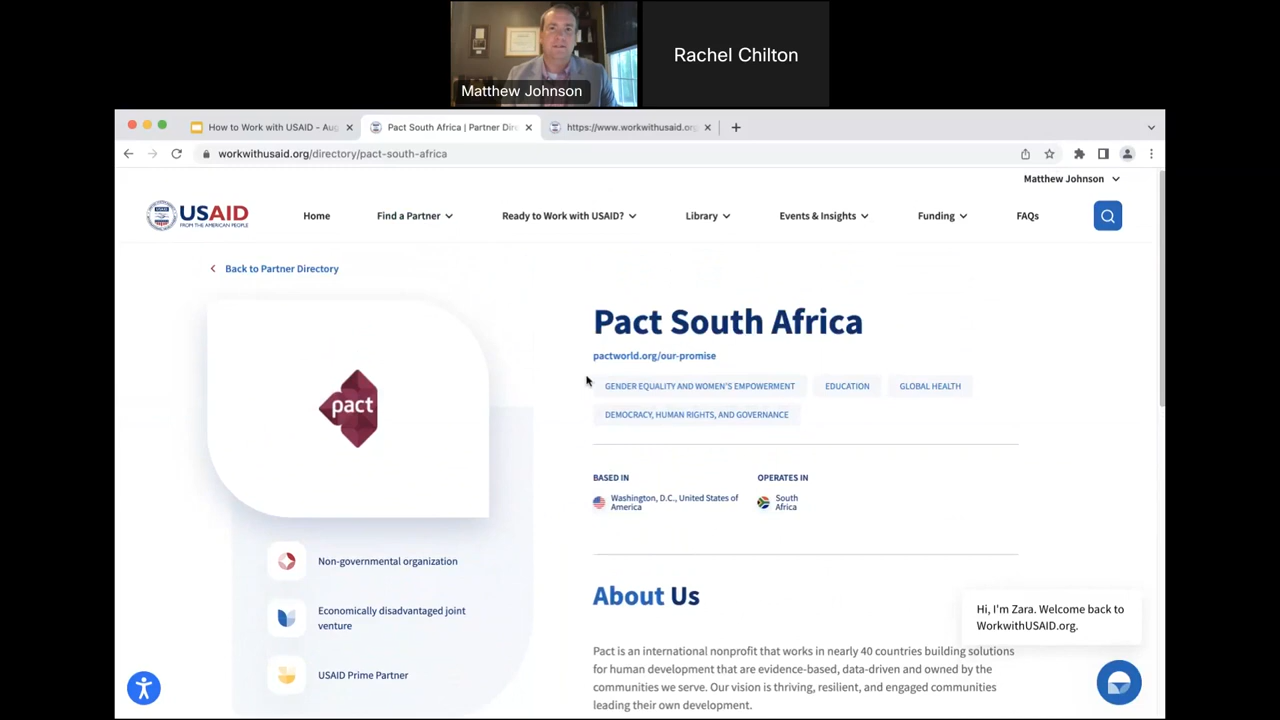 Matthew Johnson
Rachel Chilton
How to Work with USAID - Aug
Pact South Africa | Partner Dire
https://www.workwithusaid.org
workwithusaid.org/directory/pact-south-africa
Matthew Johnson
USAID
FROM THE AMERICAN PEOPLE
Home
Find a Partner
Ready to Work with USAID?
Library
Events & Insights
Funding
FAQs
Back to Partner Directory
pact
Pact South Africa
pactworld.org/our-promise
GENDER EQUALITY AND WOMEN'S EMPOWERMENT
EDUCATION
GLOBAL HEALTH
DEMOCRACY, HUMAN RIGHTS, AND GOVERNANCE
BASED IN
Washington, D.C., United States of
America
OPERATES IN
South
Africa
Non-governmental organization
Economically disadvantaged joint
venture
USAID Prime Partner
About Us
Pact is an international nonprofit that works in nearly 40 countries building solutions
for human development that are evidence-based, data-driven and owned by the
communities we serve. Our vision is thriving, resilient, and engaged communities
leading their own development.
Hi, I'm Zara. Welcome back to
WorkwithUSAID.org.